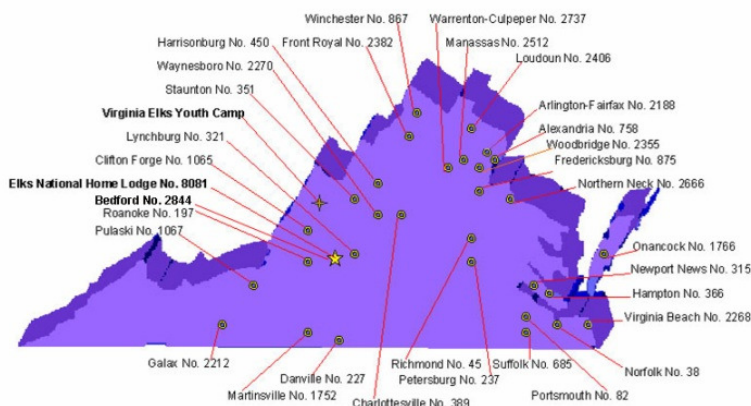 Winchester No. 867
Warrenton-Culpeper No. 2737
Harrisonburg No. 450
Front Royal No. 2382
Manassas No. 2512
Waynesboro No. 2270
Loudoun No. 2406
Staunton No. 351
Arlington-Fairfax No. 2188
Virginia Elks Youth Camp
Alexandria No. 758
Lynchburg No. 321
Woodbridge No. 2355
Clifton Forge No. 1065
Fredericksburg No. 875
Elks National Home Lodge No. 8081
Northern Neck No. 2666
Bedford No. 2844
Roanoke No. 197
Pulaski No. 1067
Onancock No. 1766
Newport News No. 315
Hampton No. 366
Virginia Beach No. 2268
Galax No. 2212
Richmond No. 45
Suffolk No. 685
Norfolk No. 38
Danville No. 227
Petersburg No. 237
Martinsville No. 1752
Portsmouth No. 82
Charlottesville No. 389